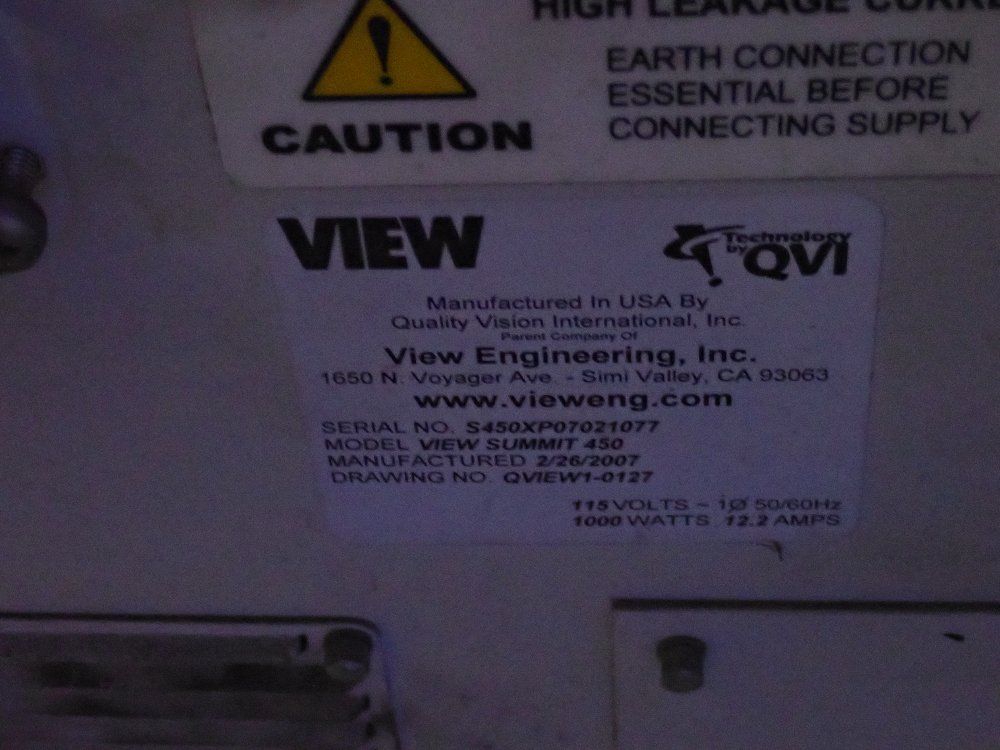 HIGH LEAKAGE CURRE
EARTH CONNECTION
ESSENTIAL BEFORE
CONNECTING SUPPLY
CAUTION
VIEW
Technology
by QVI
Manufactured In USA By
Quality Vision International, Inc.
Parent Company Of
View Engineering, Inc.
1650 N. Voyager Ave. - Simi Valley, CA 93063
www.vieweng.com
SERIAL NO. S450XP07021077
MODEL VIEW SUMMIT 450
MANUFACTURED 2/26/2007
DRAWING NO. QVIEW1-0127
115 VOLTS ~ 1Ø 50/60Hz
1000 WATTS 12.2 AMPS